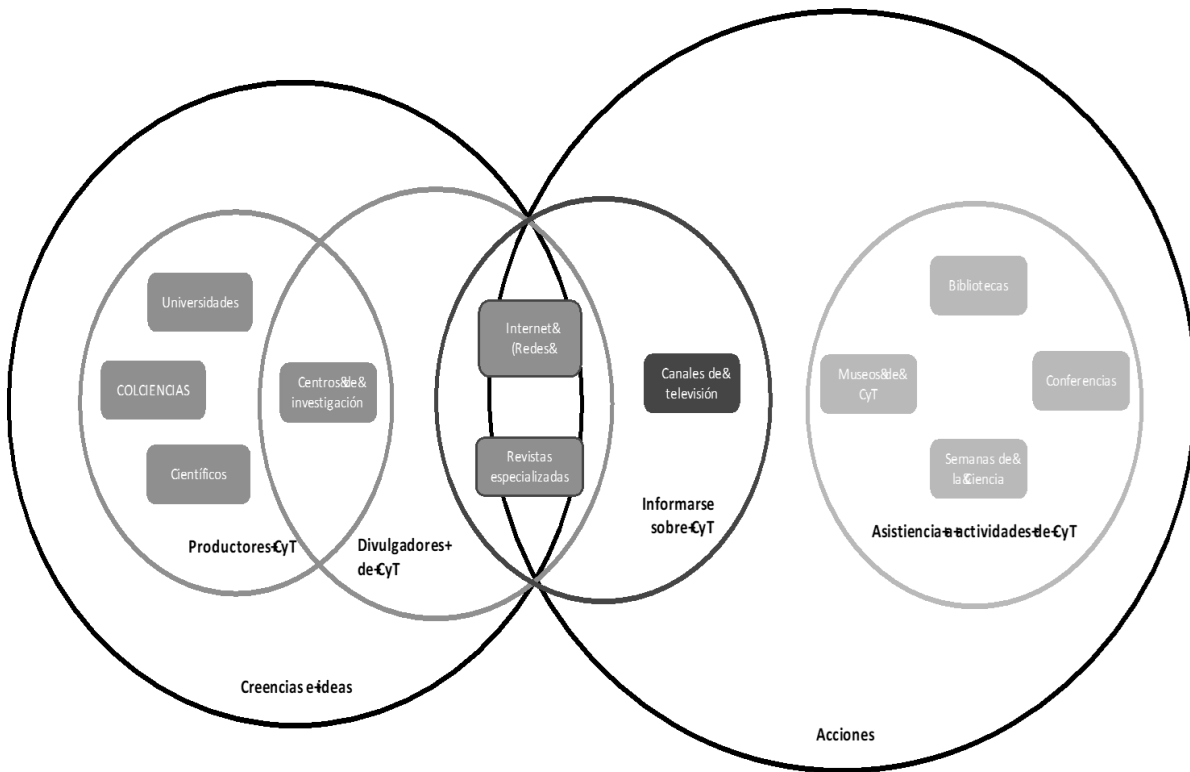 Universidades
COLCIENCIAS
Científicos
Centros&de&
investigación
Productores+CyT
Divulgadores+
de+CyT
Internet&
(Redes&
Revistas
especializadas
Canales de&
televisión
Informarse
sobre+CyT
Bibliotecas
Museos&de&
CyT
Conferencias
Semanas de&
la&Ciencia
Asistiencia+a+actividades+de+CyT
Creencias e+ideas
Acciones